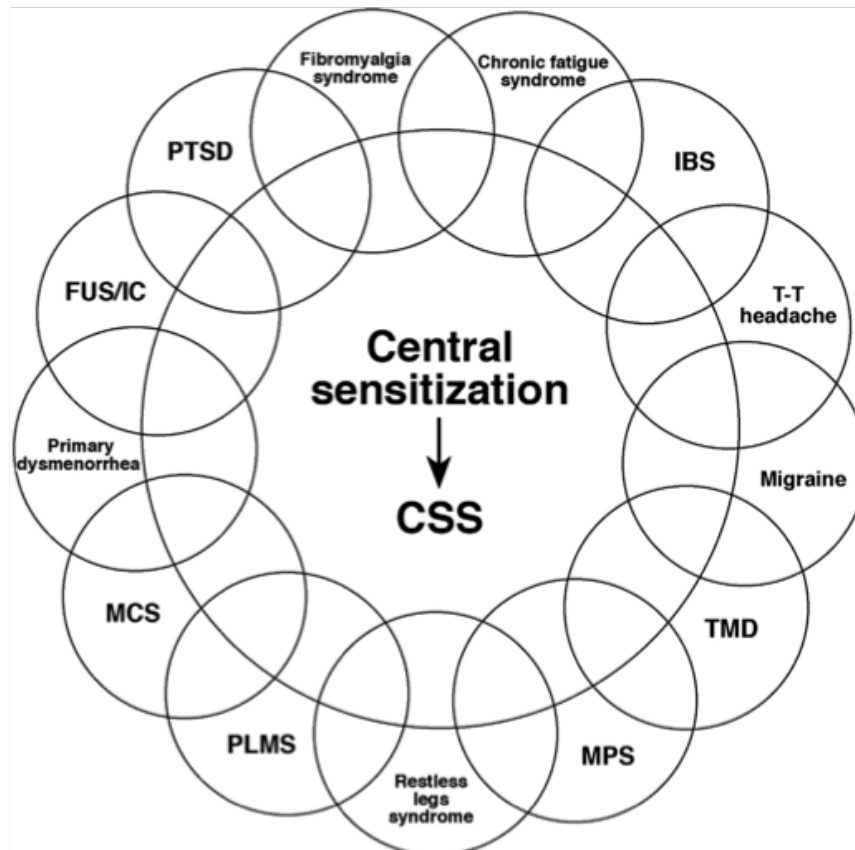 Fibromyalgia
syndrome
Chronic fatigue
syndrome
PTSD
IBS
FUS/IC
T-T
headache
Central
sensitization
CSS
Primary
dysmenorrhea
Migraine
MCS
TMD
PLMS
MPS
Restless
legs
syndrome